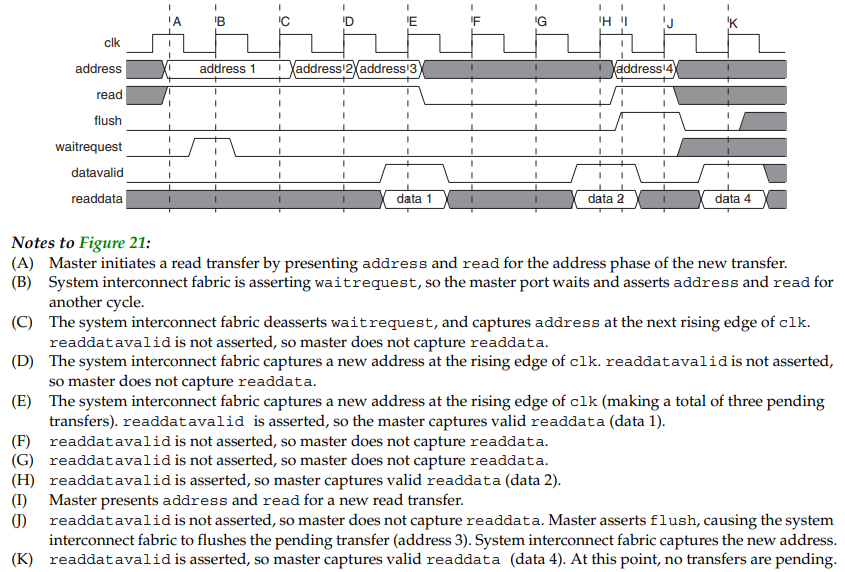 A B C D E F G H I J K
clk
address address 1 address 2 address 3 address 4
read
flush
waitrequest
datavalid
readdata data 1 data 2 data 4
Notes to Figure 21:
(A) Master initiates a read transfer by presenting address and read for the address phase of the new transfer.
(B) System interconnect fabric is asserting waitrequest, so the master port waits and asserts address and read for
another cycle.
(C) The system interconnect fabric deasserts waitrequest, and captures address at the next rising edge of clk.
readdatavalid is not asserted, so master does not capture readdata.
(D) The system interconnect fabric captures a new address at the rising edge of clk. readdatavalid is not asserted,
so master does not capture readdata.
(E) The system interconnect fabric captures a new address at the rising edge of clk (making a total of three pending
transfers). readdatavalid is asserted, so the master captures valid readdata (data 1).
(F) readdatavalid is not asserted, so master does not capture readdata.
(G) readdatavalid is not asserted, so master does not capture readdata.
(H) readdatavalid is asserted, so master captures valid readdata (data 2).
(I) Master presents address and read for a new read transfer.
(J) readdatavalid is not asserted, so master does not capture readdata. Master asserts flush, causing the system
interconnect fabric to flushes the pending transfer (address 3). System interconnect fabric captures the new address.
(K) readdatavalid is asserted, so master captures valid readdata (data 4). At this point, no transfers are pending.